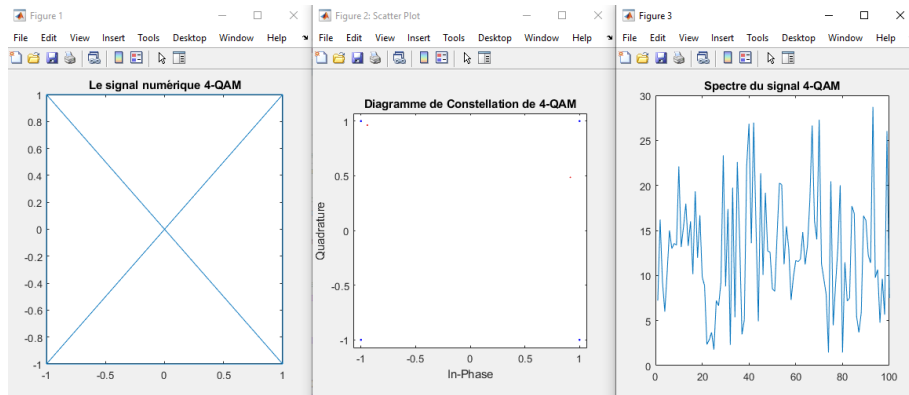 Figure 1
File Edit View Insert Tools Desktop Window Help
Le signal numérique 4-QAM
1
0.8
0.6
0.4
0.2
0
-0.2
-0.4
-0.6
-0.8
-1
-1 -0.5 0 0.5 1
Figure 2: Scatter Plot
File Edit View Insert Tools Desktop Window Help
Diagramme de Constellation de 4-QAM
1
0.5
0
-0.5
-1
Quadrature
-1 -0.5 0 0.5 1
In-Phase
Figure 3
File Edit View Insert Tools Desktop Window Help
Spectre du signal 4-QAM
30
25
20
15
10
5
0
0 20 40 60 80 100